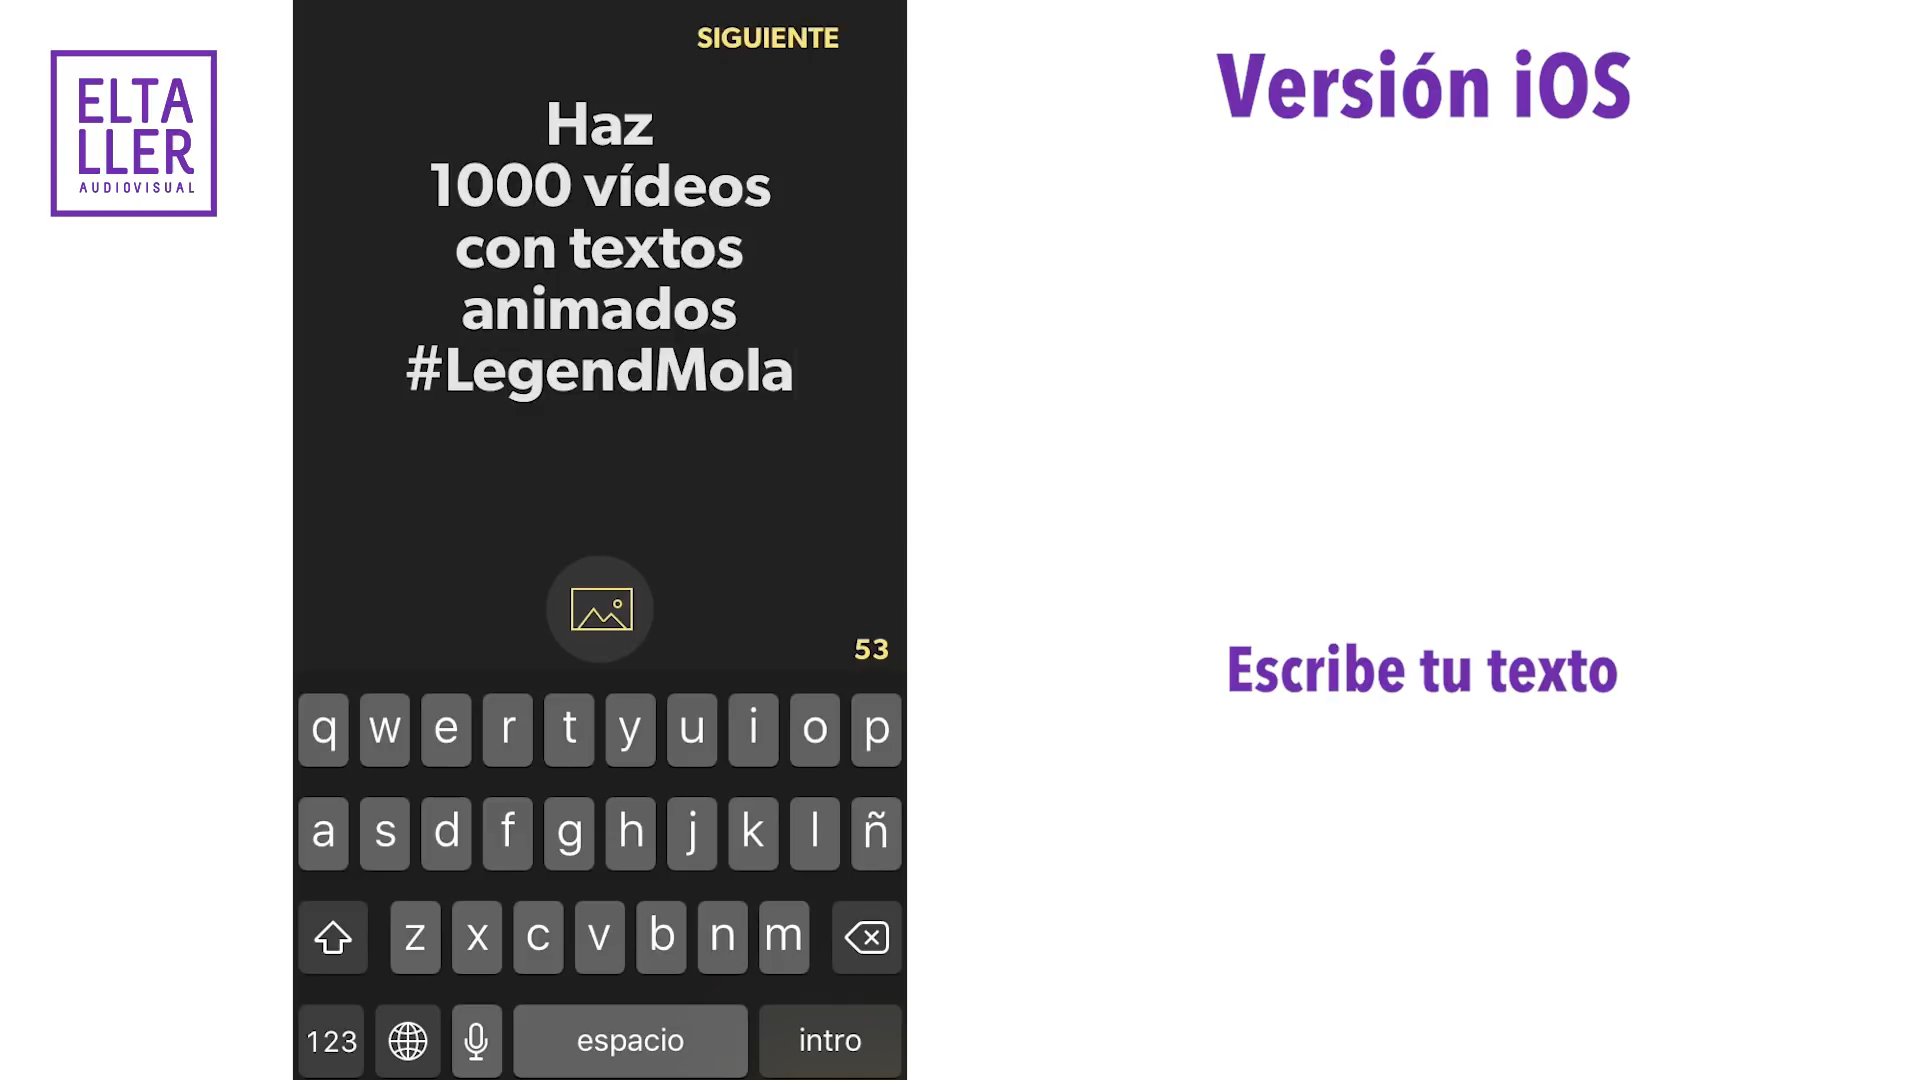 ELTA
LLER
AUDIOVISUAL
SIGUIENTE
Haz
1000 vídeos
con textos
animados
#LegendMola
53
q w e r t y u i o p
a s d f g h j k l ñ
z x c v b n m
123 espacio intro
Versión iOS
Escribe tu texto